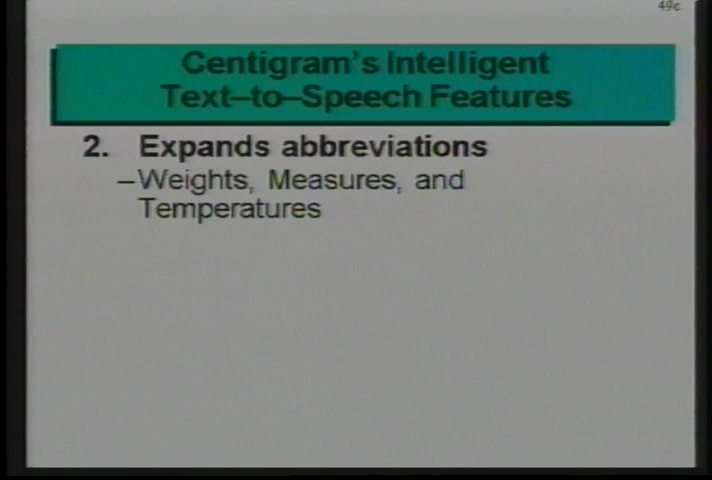 49c
Centigram's Intelligent
Text–to–Speech Features
2. Expands abbreviations
–Weights, Measures, and
Temperatures